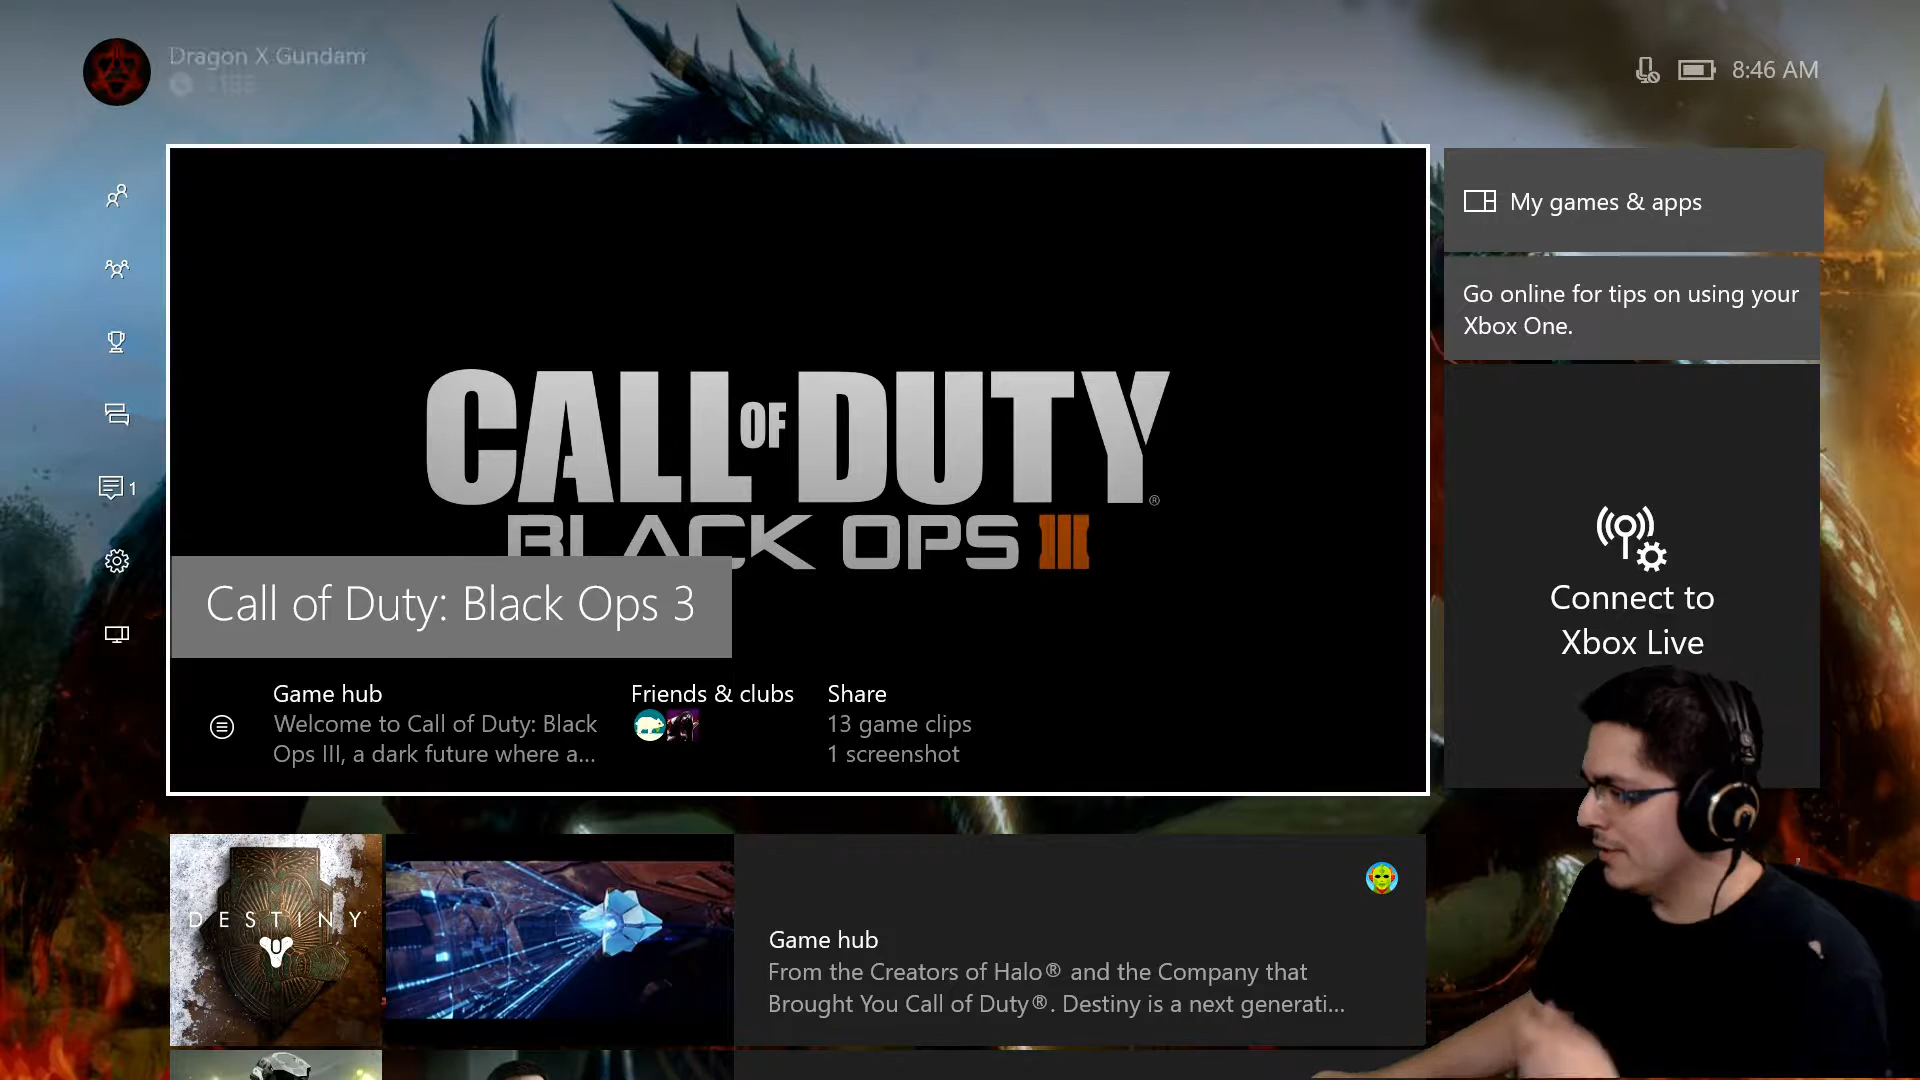 Dragon X Gundam
8:46 AM
My games & apps
Go online for tips on using your
Xbox One.
CALL OF DUTY®
BLACK OPS III
Call of Duty: Black Ops 3
1
Connect to
Xbox Live
Game hub
Welcome to Call of Duty: Black
Ops III, a dark future where a...
Friends & clubs
Share
13 game clips
1 screenshot
DESTINY
Game hub
From the Creators of Halo® and the Company that
Brought You Call of Duty®. Destiny is a next generati...